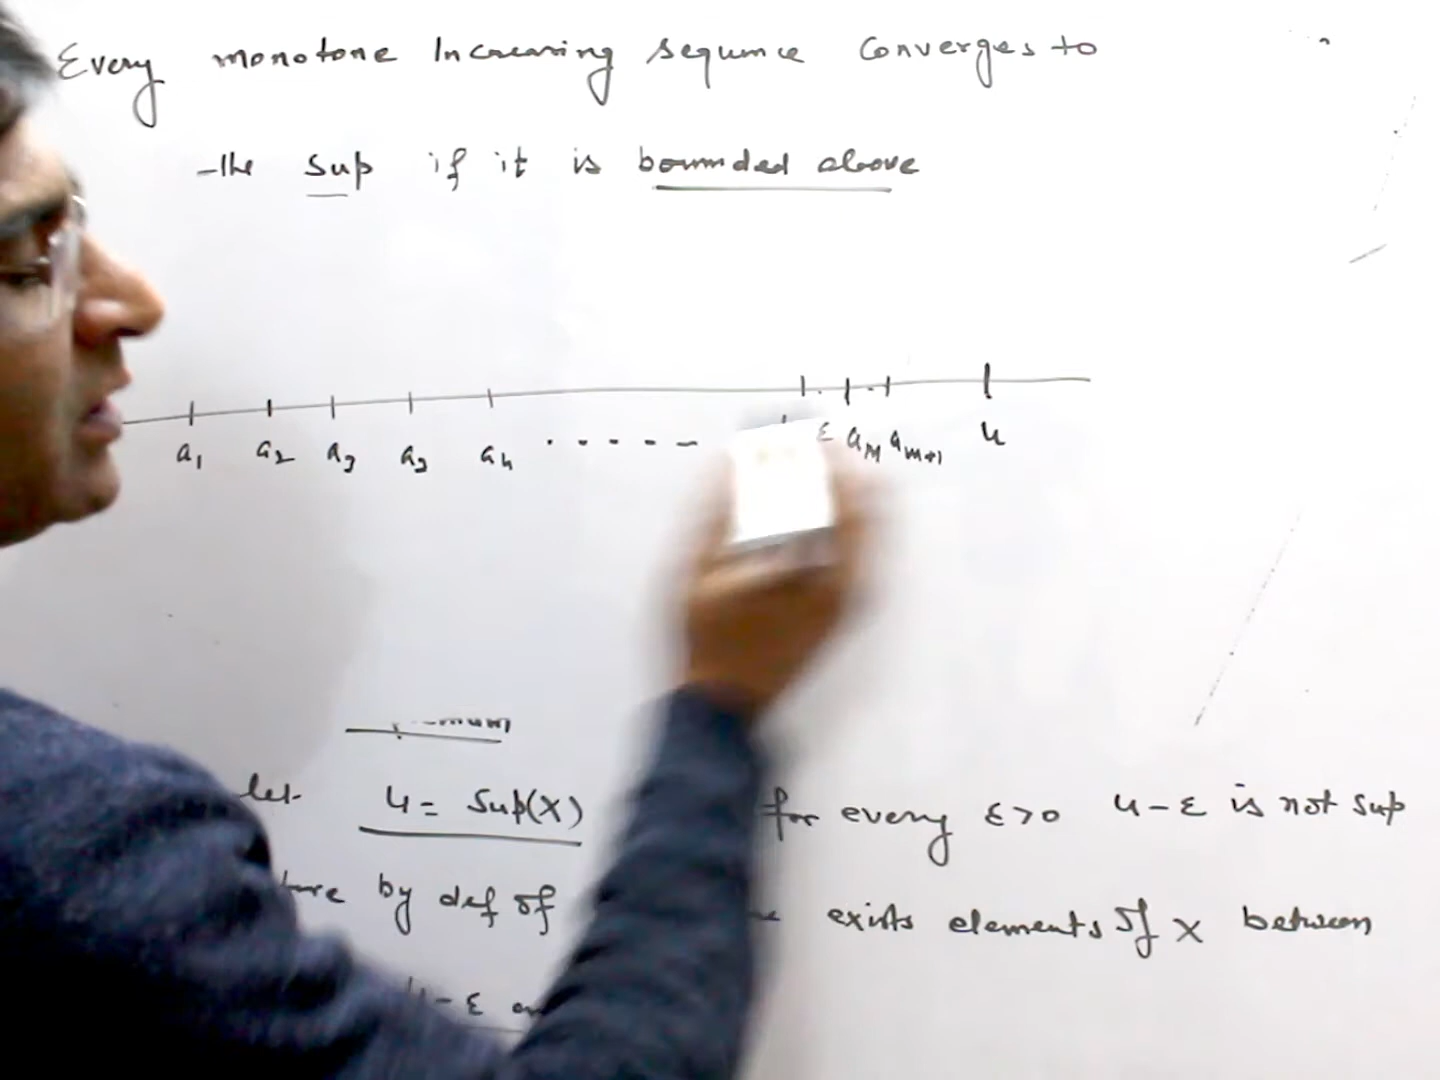 Every monotone Increasing sequence Converges to
the sup if it is bounded above
a1 a2 a3 a3 a4 ..... ε aM aM+1 u
let u = Sup(X) for every ε>0 u-ε is not sup
by def of exists elements of X between
u-ε